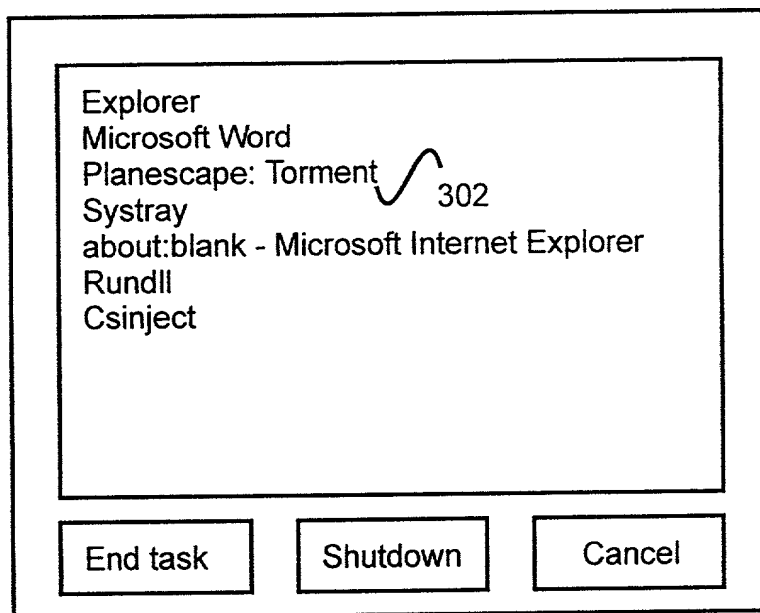 Explorer
Microsoft Word
Planescape: Torment
302
Systray
about:blank - Microsoft Internet Explorer
Rundll
Csinject
End task Shutdown Cancel